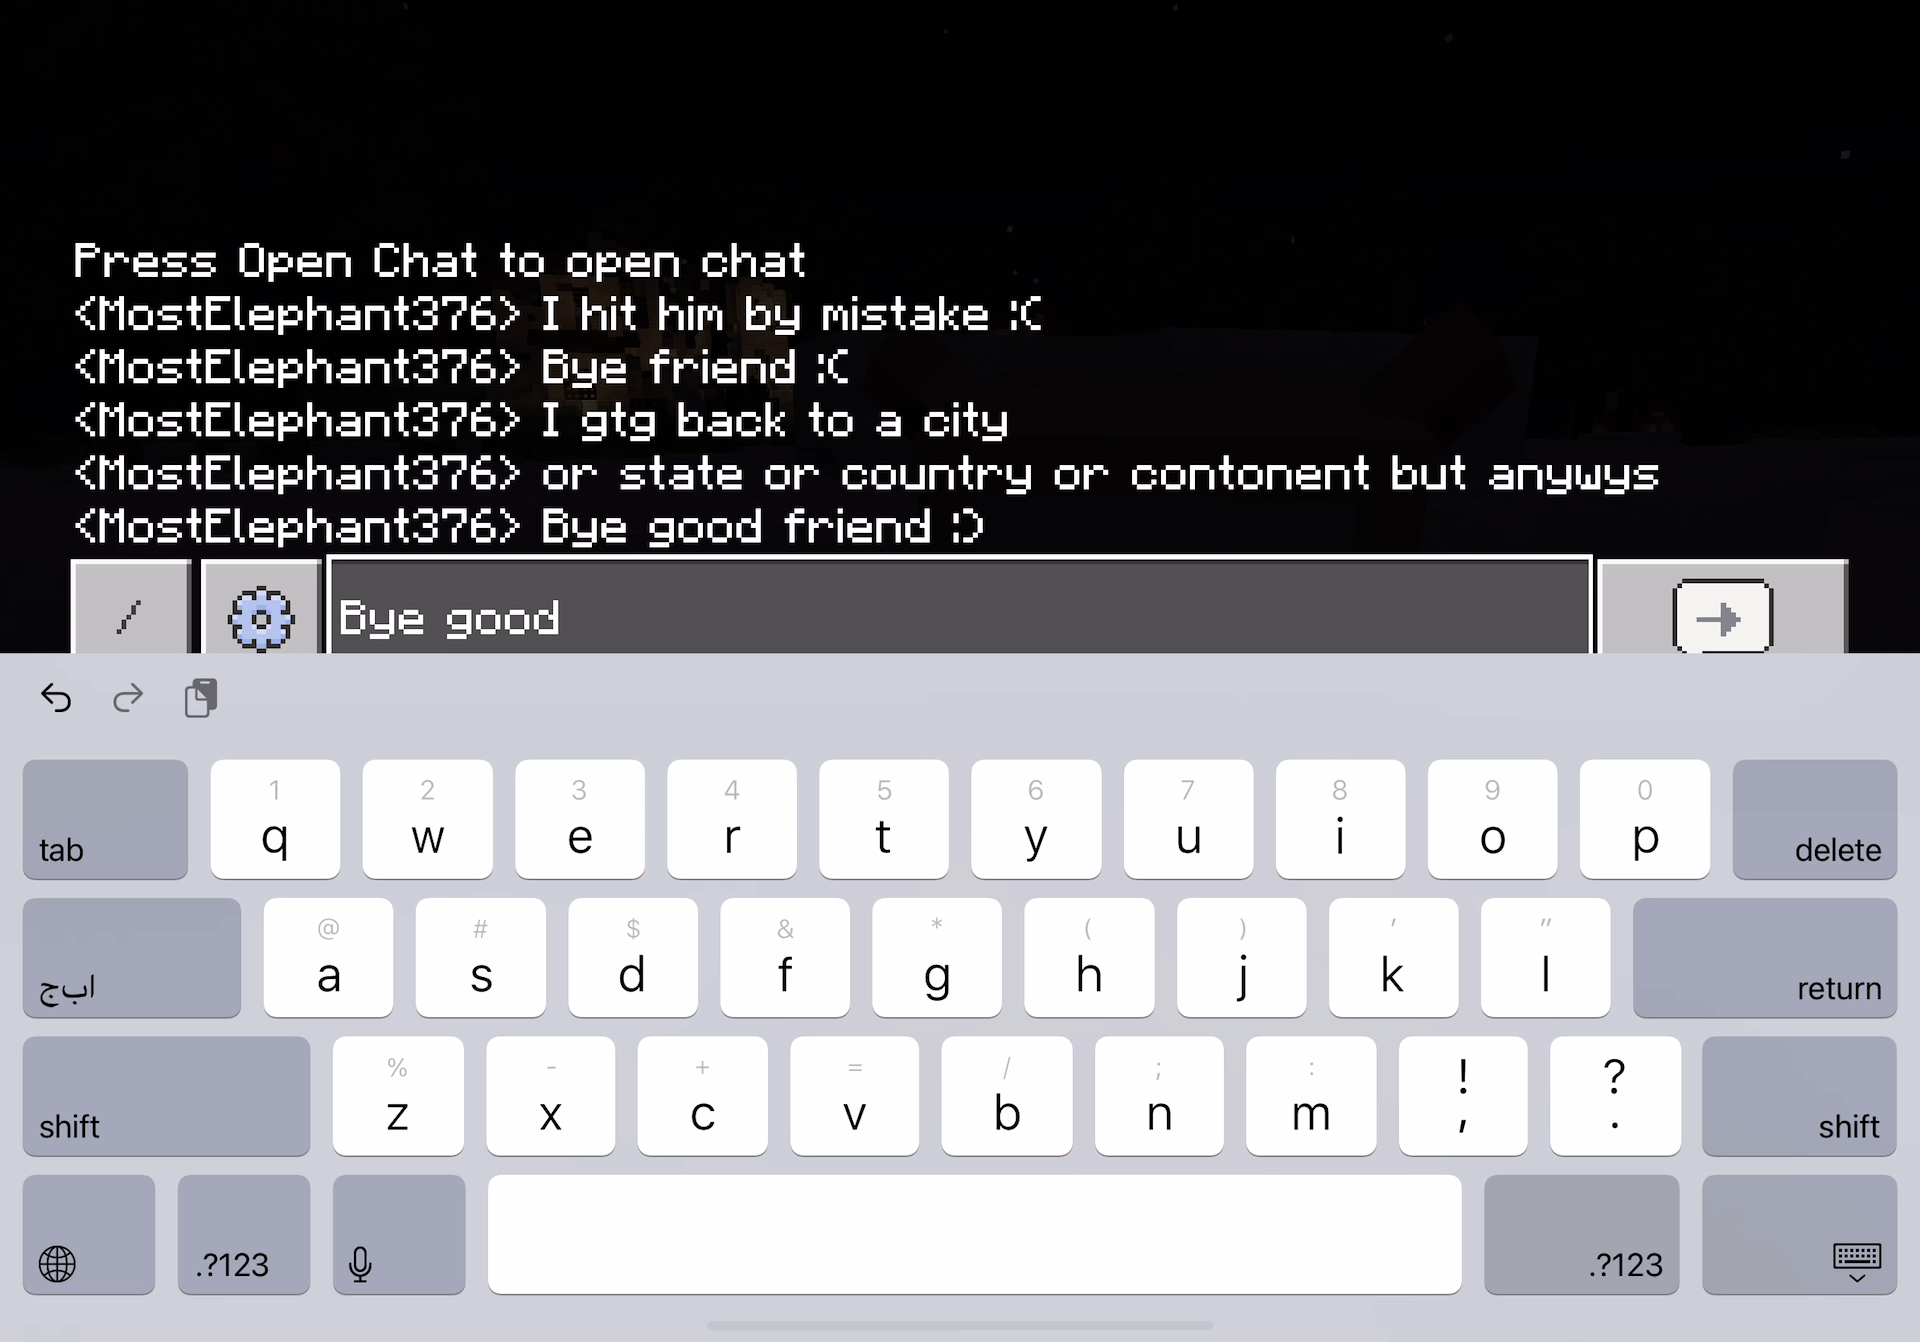 Press Open Chat to open chat
<MostElephant376> I hit him by mistake :(
<MostElephant376> Bye friend :(
<MostElephant376> I gtg back to a city
<MostElephant376> or state or country or contonent but anywys
<MostElephant376> Bye good friend :)
/ Bye good
tab 1 q 2 w 3 e 4 r 5 t 6 y 7 u 8 i 9 o 0 p delete
ابج @ a # s $ d & f * g ( h ) j ' k " l return
shift % z - x + c = v / b ; n : m ! , ? . shift
.?123 .?123